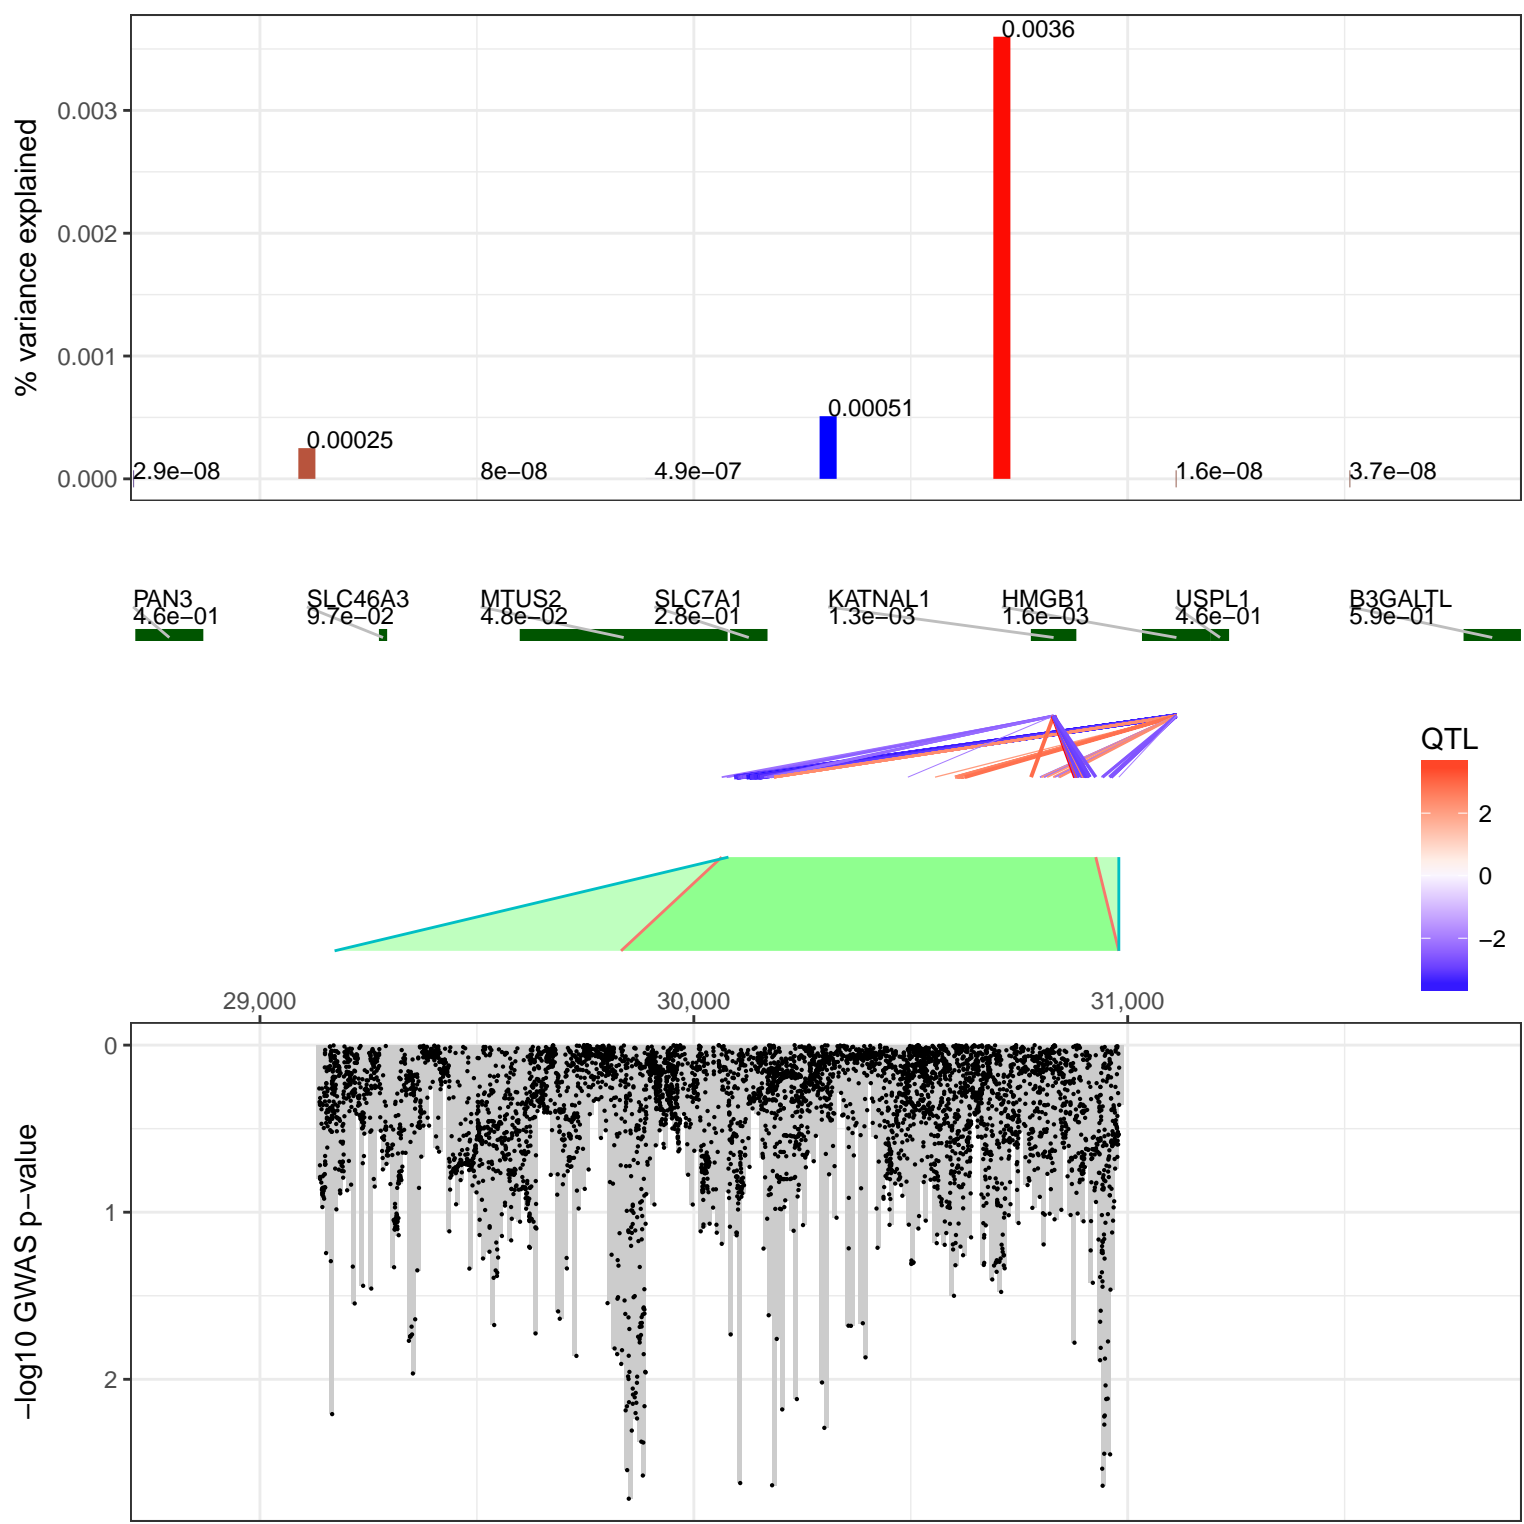 % variance explained
0.003
0.002
0.001
0.000
0.0036
0.00051
0.00025
2.9e−08
8e−08
4.9e−07
1.6e−08
3.7e−08
PAN3 SLC46A3 MTUS2 SLC7A1 KATNAL1 HMGB1 USPL1 B3GALTL
4.6e−01 9.7e−02 4.8e−02 2.8e−01 1.3e−03 1.6e−03 4.6e−01 5.9e−01
QTL
2
0
−2
29,000 30,000 31,000
−log10 GWAS p−value
0
1
2